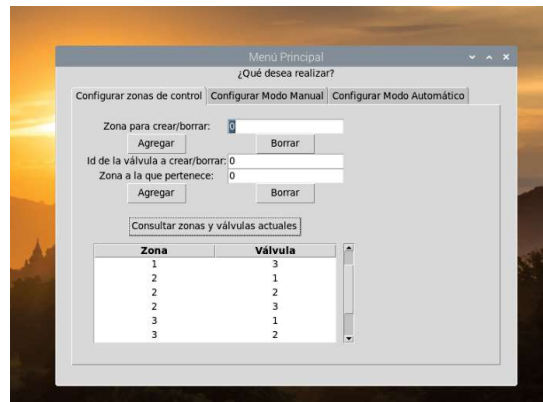 Menú Principal
¿Qué desea realizar?
Configurar zonas de control Configurar Modo Manual Configurar Modo Automático
Zona para crear/borrar: 0
Agregar Borrar
Id de la válvula a crear/borrar: 0
Zona a la que pertenece: 0
Agregar Borrar
Consultar zonas y válvulas actuales
Zona Válvula
1 3
2 1
2 2
2 3
3 1
3 2